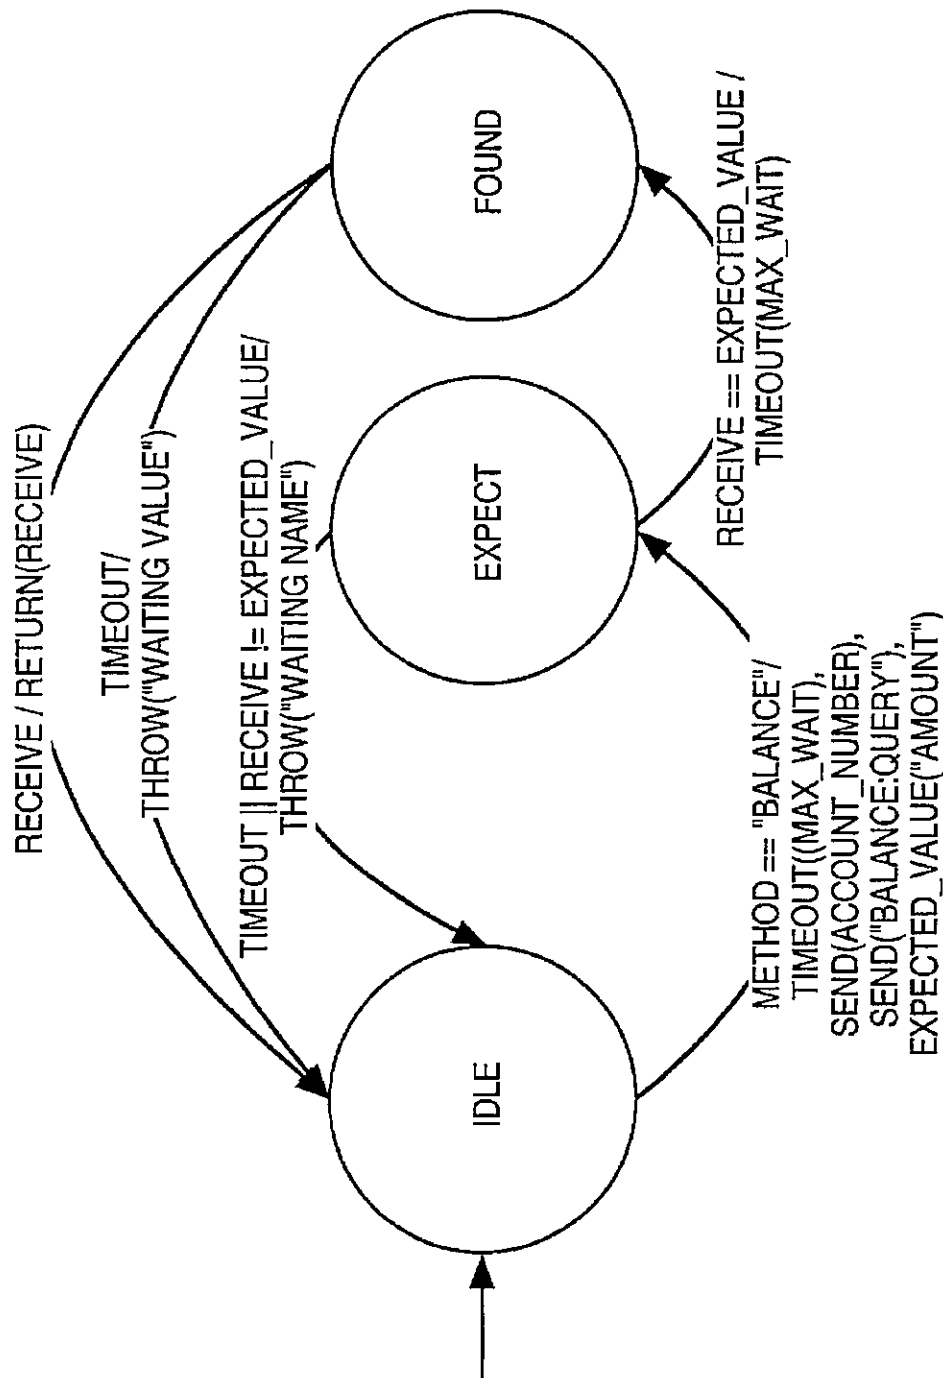 RECEIVE / RETURN(RECEIVE)
TIMEOUT/
THROW("WAITING VALUE")
TIMEOUT || RECEIVE != EXPECTED_VALUE/
THROW("WAITING NAME")
IDLE
EXPECT
FOUND
METHOD == "BALANCE"/
TIMEOUT((MAX_WAIT),
SEND(ACCOUNT_NUMBER),
SEND("BALANCE:QUERY"),
EXPECTED_VALUE("AMOUNT")
RECEIVE == EXPECTED_VALUE /
TIMEOUT(MAX_WAIT)